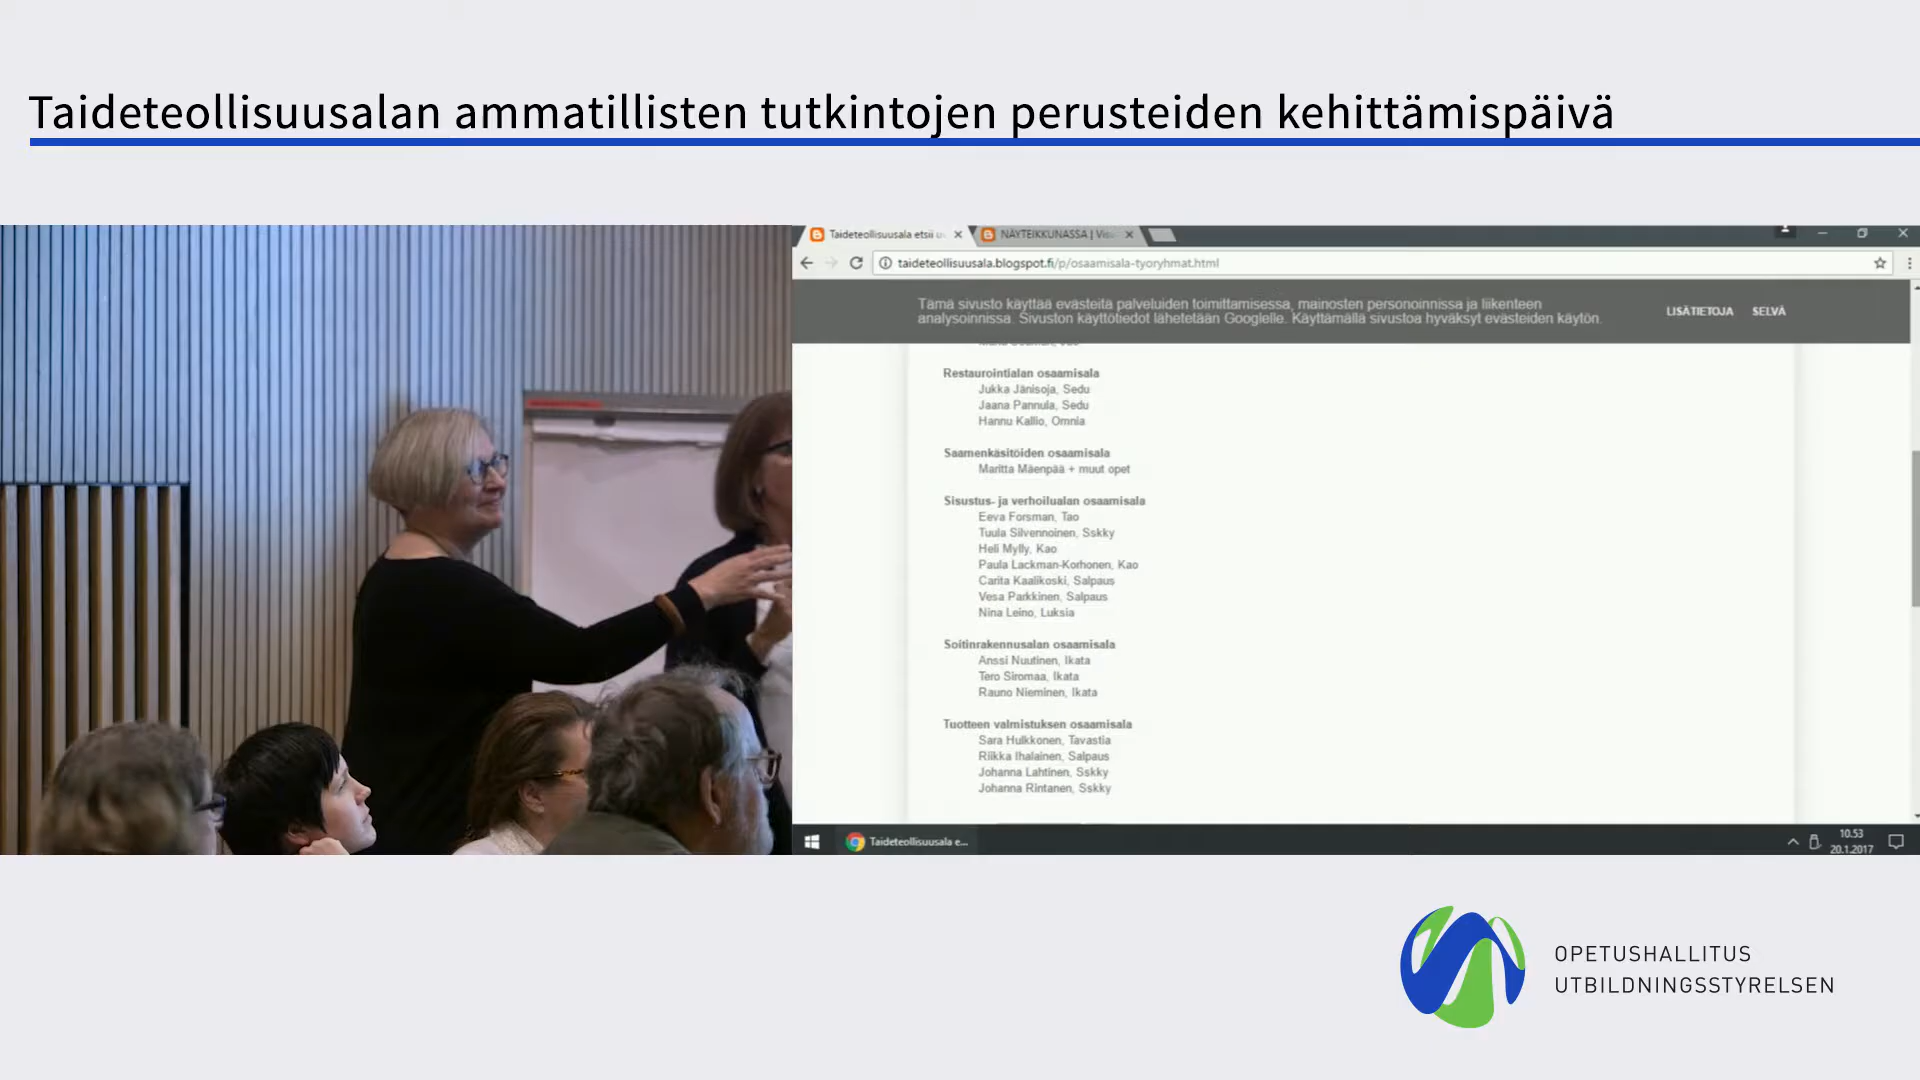 Taideteollisuusalan ammatillisten tutkintojen perusteiden kehittämispäivä
Taideteollisuusala etsii u
NÄYTEIKKUNASSA | Vis
taideteollisuusala.blogspot.fi/p/osaamisala-tyoryhmat.html
Tämä sivusto käyttää evästeitä palveluiden toimittamisessa, mainosten personoinnissa ja liikenteen
analysoinnissa. Sivuston käyttötiedot lähetetään Googlelle. Käyttämällä sivustoa hyväksyt evästeiden käytön.
LISÄTIETOJA SELVÄ
Restaurointialan osaamisala
Jukka Jänisoja, Sedu
Jaana Pannula, Sedu
Hannu Kallio, Omnia
Saamenkäsitöiden osaamisala
Maritta Mäenpää + muut opet
Sisustus- ja verhoilualan osaamisala
Eeva Forsman, Tao
Tuula Silvennoinen, Sskky
Heli Mylly, Kao
Paula Lackman-Korhonen, Kao
Carita Kaalikoski, Salpaus
Vesa Parkkinen, Salpaus
Nina Leino, Luksia
Soitinrakennusalan osaamisala
Anssi Nuutinen, Ikata
Tero Siromaa, Ikata
Rauno Nieminen, Ikata
Tuotteen valmistuksen osaamisala
Sara Hulkkonen, Tavastia
Riikka Ihalainen, Salpaus
Johanna Lahtinen, Sskky
Johanna Rintanen, Sskky
Taideteollisuusala e...
10.53
20.1.2017
OPETUSHALLITUS
UTBILDNINGSSTYRELSEN